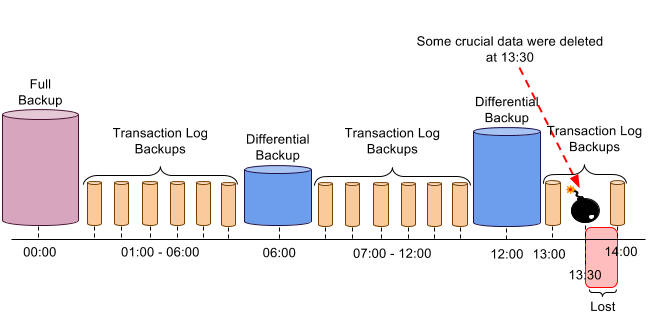 Some crucial data were deleted
at 13:30
Full
Backup
Transaction Log
Backups
Differential
Backup
Transaction Log
Backups
Differential
Backup
Transaction Log
Backups
00:00
01:00 - 06:00
06:00
07:00 - 12:00
12:00
13:00
14:00
13:30
Lost